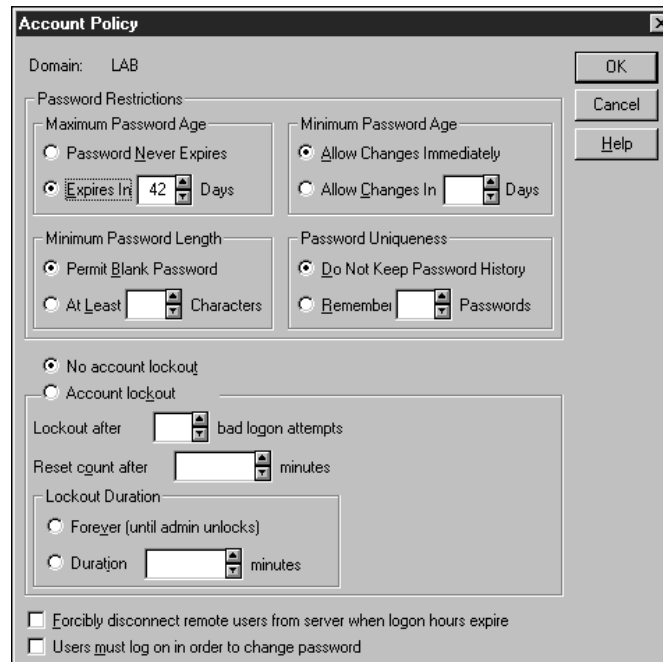 Account Policy
Domain: LAB
OK
Cancel
Help
Password Restrictions
Maximum Password Age
Password Never Expires
Expires In 42 Days
Minimum Password Age
Allow Changes Immediately
Allow Changes In Days
Minimum Password Length
Permit Blank Password
At Least Characters
Password Uniqueness
Do Not Keep Password History
Remember Passwords
No account lockout
Account lockout
Lockout after bad logon attempts
Reset count after minutes
Lockout Duration
Forever (until admin unlocks)
Duration minutes
Forcibly disconnect remote users from server when logon hours expire
Users must log on in order to change password